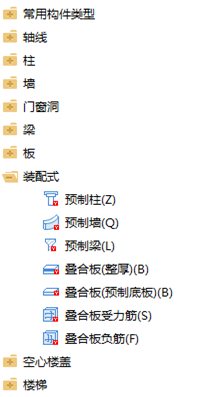 常用构件类型
轴线
柱
墙
门窗洞
梁
板
装配式
预制柱(Z)
预制墙(Q)
预制梁(L)
叠合板(整厚)(B)
叠合板(预制底板)(B)
叠合板受力筋(S)
叠合板负筋(F)
空心楼盖
楼梯